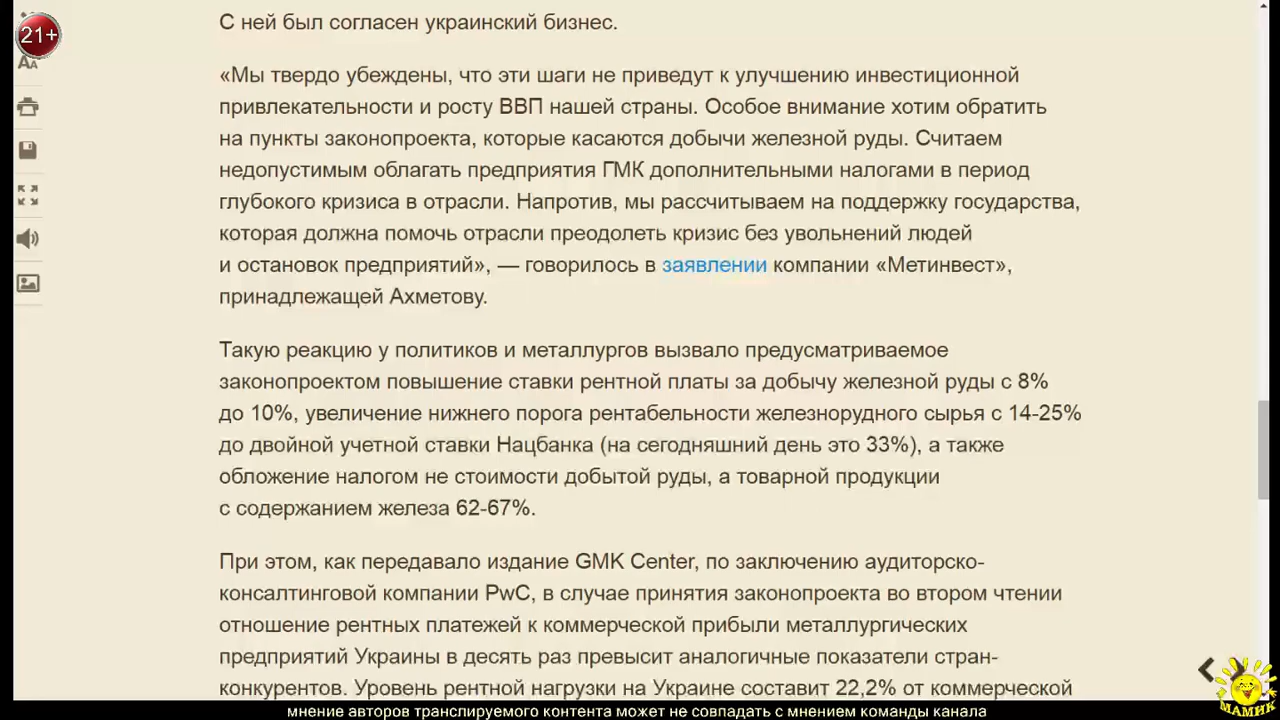 С ней был согласен украинский бизнес.
21+
AA
«Мы твердо убеждены, что эти шаги не приведут к улучшению инвестиционной
привлекательности и росту ВВП нашей страны. Особое внимание хотим обратить
на пункты законопроекта, которые касаются добычи железной руды. Считаем
недопустимым облагать предприятия ГМК дополнительными налогами в период
глубокого кризиса в отрасли. Напротив, мы рассчитываем на поддержку государства,
которая должна помочь отрасли преодолеть кризис без увольнений людей
и остановок предприятий», — говорилось в заявлении компании «Метинвест»,
принадлежащей Ахметову.
Такую реакцию у политиков и металлургов вызвало предусматриваемое
законопроектом повышение ставки рентной платы за добычу железной руды с 8%
до 10%, увеличение нижнего порога рентабельности железнорудного сырья с 14-25%
до двойной учетной ставки Нацбанка (на сегодняшний день это 33%), а также
обложение налогом не стоимости добытой руды, а товарной продукции
с содержанием железа 62-67%.
При этом, как передавало издание GMK Center, по заключению аудиторско-
консалтинговой компании PwC, в случае принятия законопроекта во втором чтении
отношение рентных платежей к коммерческой прибыли металлургических
предприятий Украины в десять раз превысит аналогичные показатели стран-
конкурентов. Уровень рентной нагрузки на Украине составит 22,2% от коммерческой
МАМИК
мнение авторов транслируемого контента может не совпадать с мнением команды канала